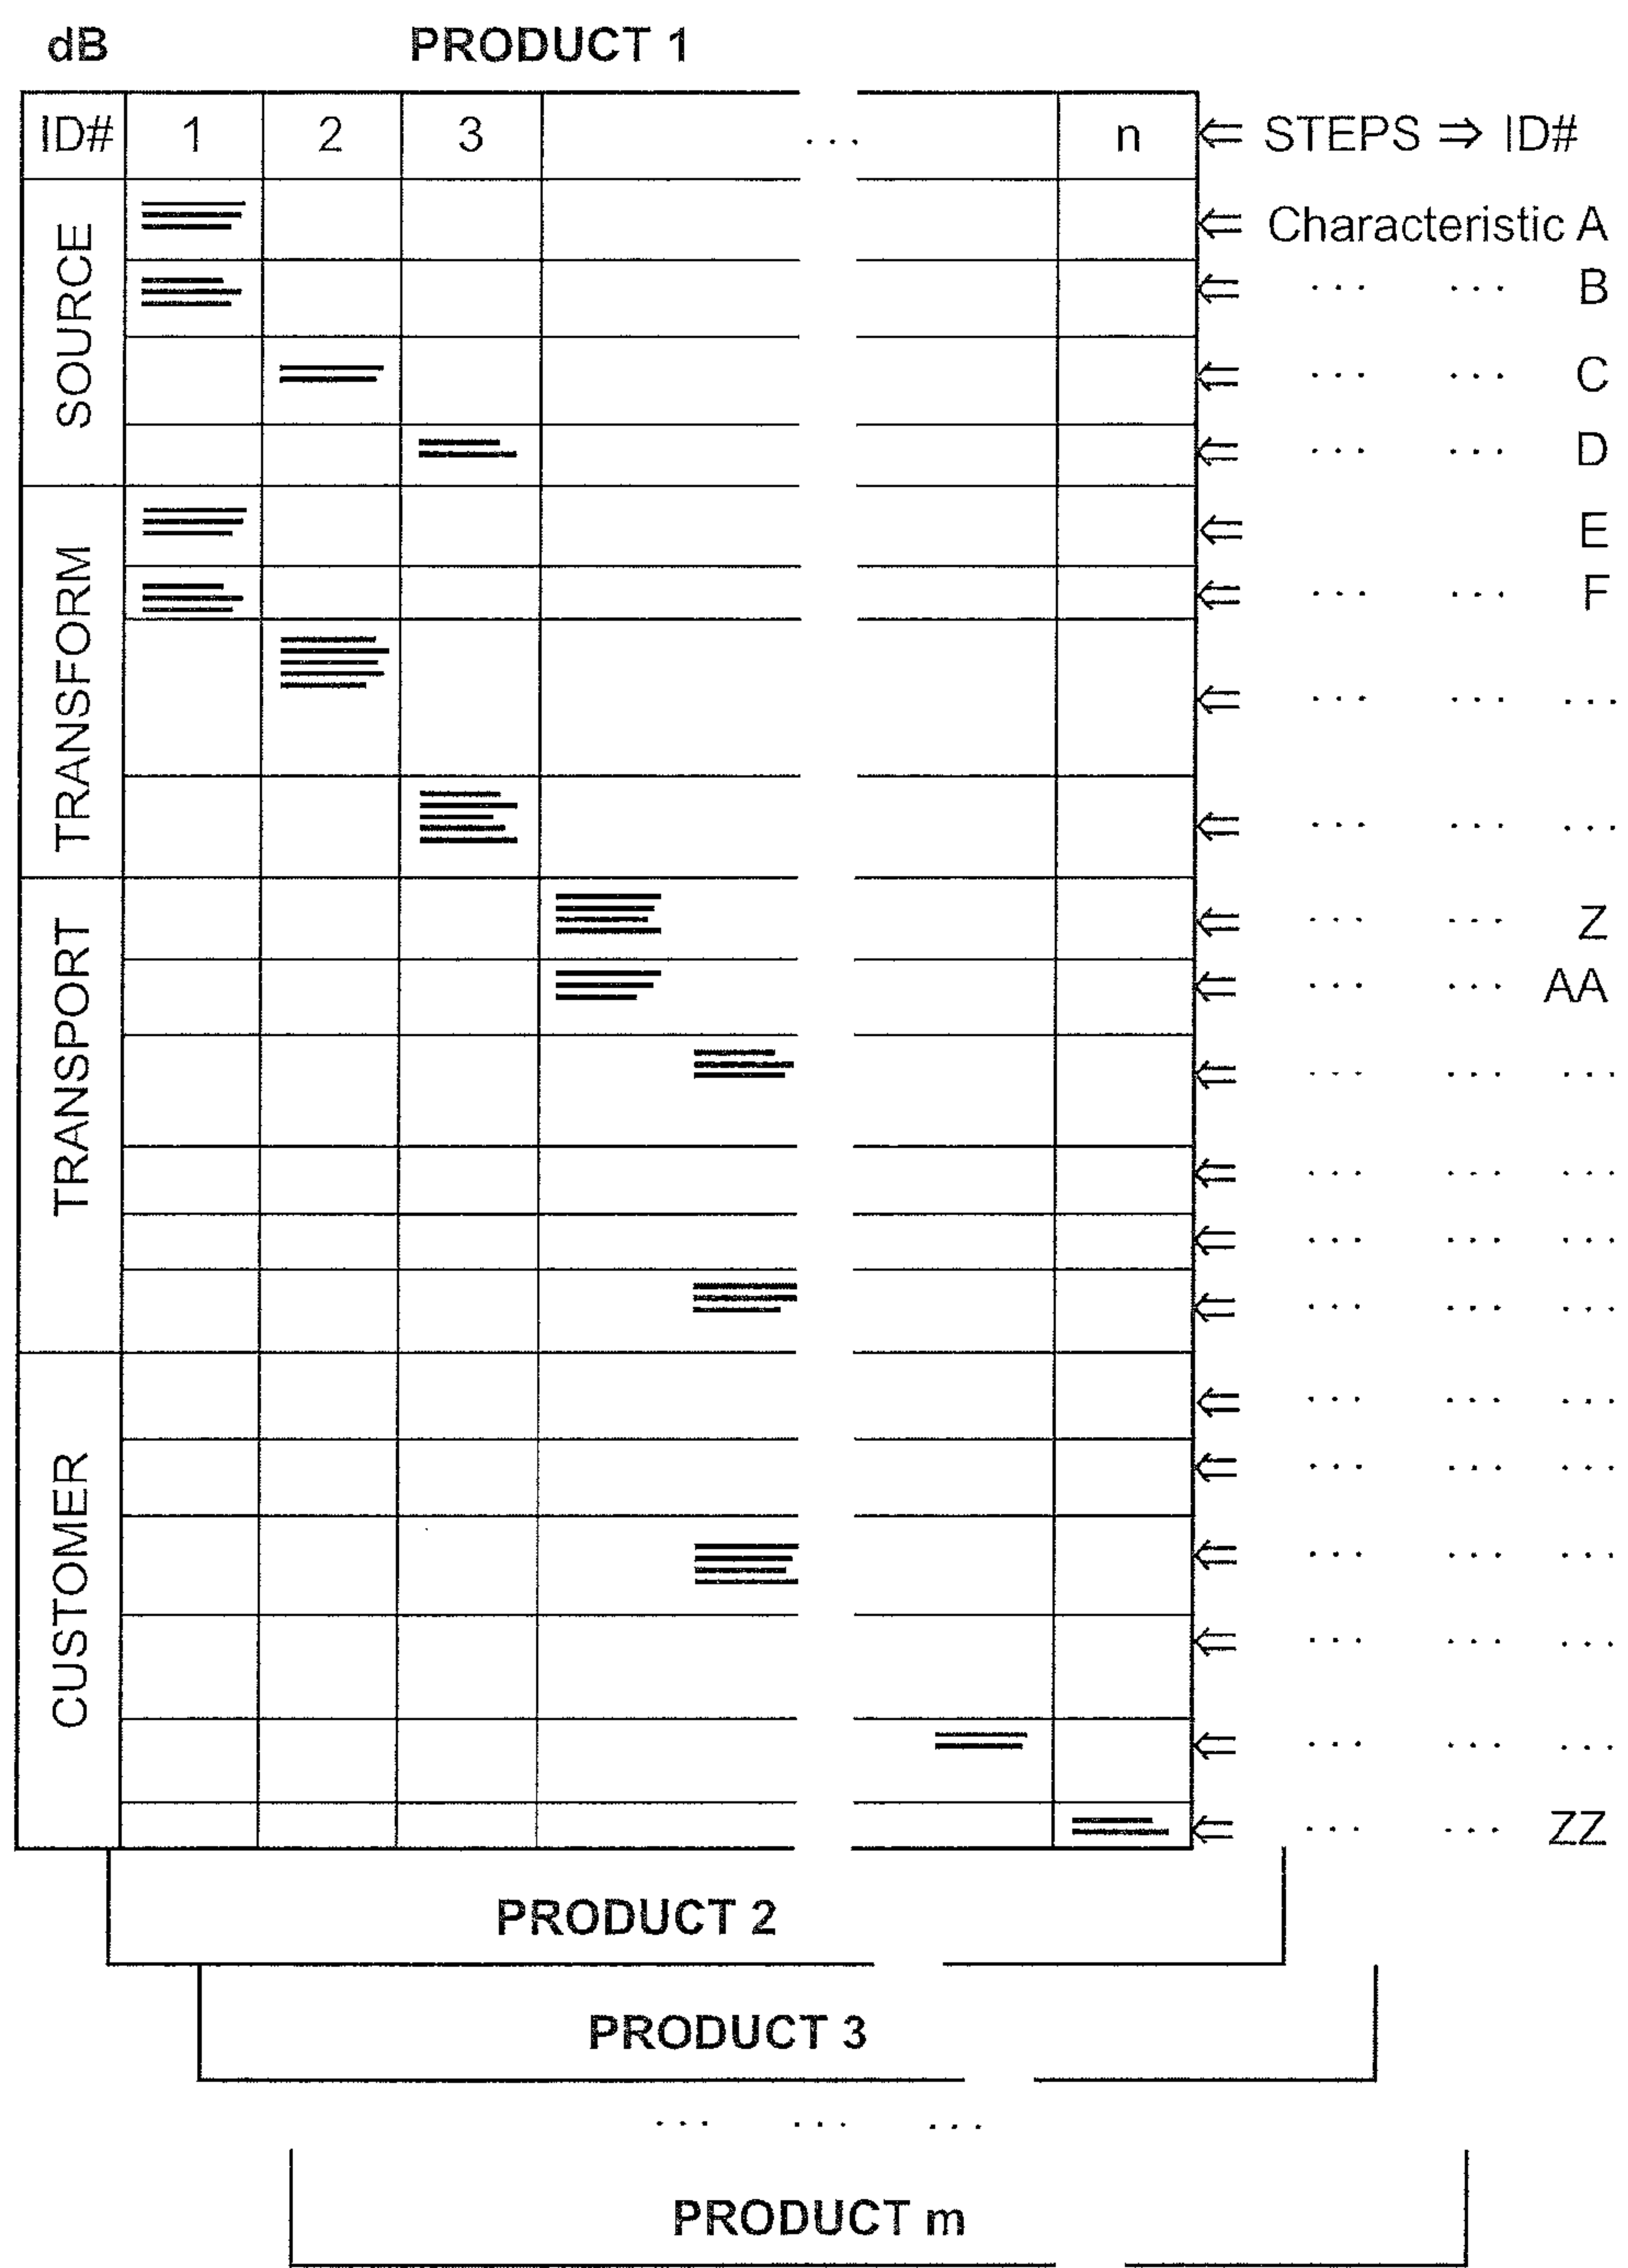 dB PRODUCT 1
ID# 1 2 3 ... n ⇐ STEPS ⇒ ID#
SOURCE
⇐ Characteristic A
⇐ ... ... B
⇐ ... ... C
⇐ ... ... D
TRANSFORM
⇐ E
⇐ ... ... F
⇐ ... ... ...
⇐ ... ... ...
TRANSPORT
⇐ ... ... Z
⇐ ... ... AA
⇐ ... ... ...
⇐ ... ... ...
⇐ ... ... ...
⇐ ... ... ...
CUSTOMER
⇐ ... ... ...
⇐ ... ... ...
⇐ ... ... ...
⇐ ... ... ...
⇐ ... ... ...
⇐ ... ... ZZ
PRODUCT 2
PRODUCT 3
... ... ...
PRODUCT m